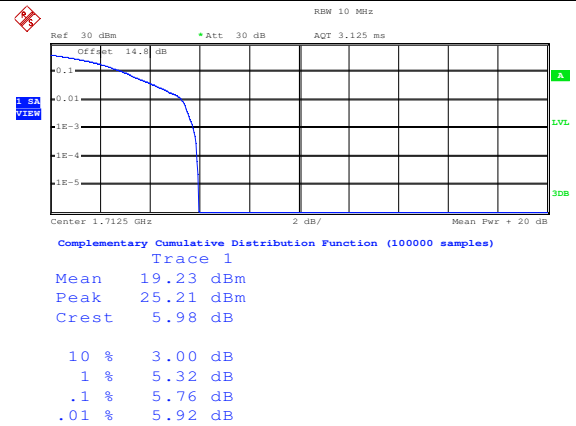 RBW 10 MHz
Ref 30 dBm *Att 30 dB AQT 3.125 ms
Offset 14.8 dB
0.1
A
0.01
1 SA
VIEW
1E-3
LVL
1E-4
1E-5
3DB
Center 1.7125 GHz 2 dB/ Mean Pwr + 20 dB
Complementary Cumulative Distribution Function (100000 samples)
Trace 1
Mean 19.23 dBm
Peak 25.21 dBm
Crest 5.98 dB
10 % 3.00 dB
1 % 5.32 dB
.1 % 5.76 dB
.01 % 5.92 dB